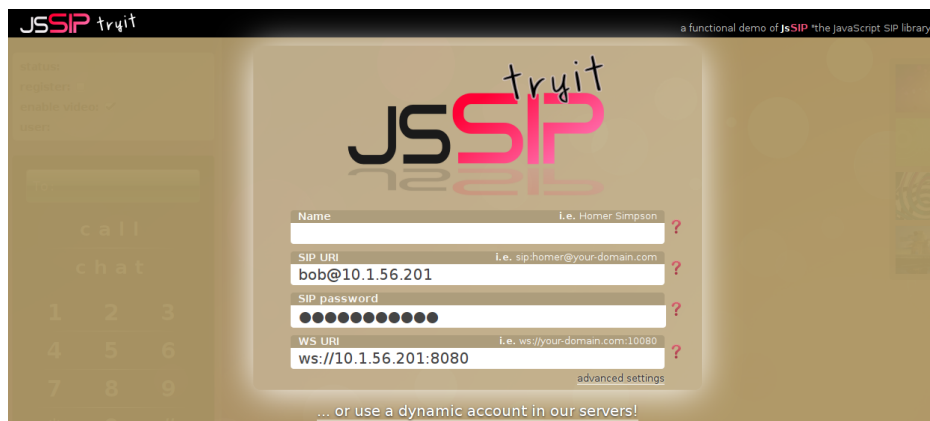 JSSIP tryit
a functional demo of JsSIP "the JavaScript SIP library
tryit
JSSIP
Name i.e. Homer Simpson
?
SIP URI i.e. sip:homer@your-domain.com
bob@10.1.56.201
?
SIP password
●●●●●●●●●●●
?
WS URI i.e. ws://your-domain.com:10080
ws://10.1.56.201:8080
?
advanced settings
... or use a dynamic account in our servers!
call
chat
1 2 3
4 5 6
7 8 9